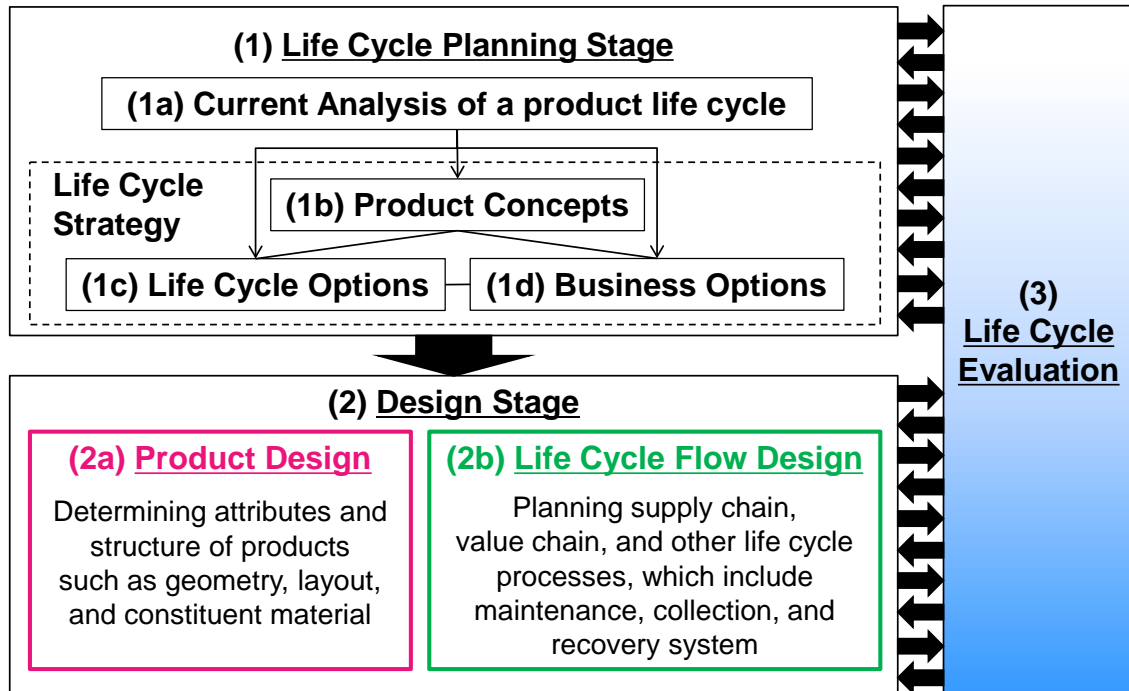 (1) Life Cycle Planning Stage
(1a) Current Analysis of a product life cycle
Life Cycle
Strategy
(1b) Product Concepts
(1c) Life Cycle Options
(1d) Business Options
(2) Design Stage
(2a) Product Design
Determining attributes and
structure of products
such as geometry, layout,
and constituent material
(2b) Life Cycle Flow Design
Planning supply chain,
value chain, and other life cycle
processes, which include
maintenance, collection, and
recovery system
(3)
Life Cycle
Evaluation